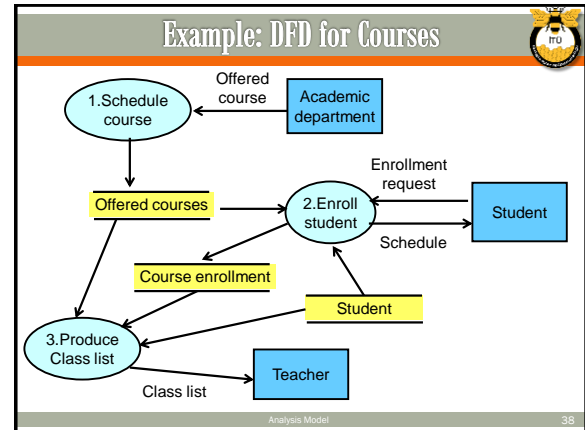 Example: DFD for Courses
İTÜ
Offered
course
1.Schedule
course
Academic
department
Enrollment
request
Offered courses
2.Enroll
student
Student
Schedule
Course enrollment
Student
3.Produce
Class list
Teacher
Class list
Analysis Model
38